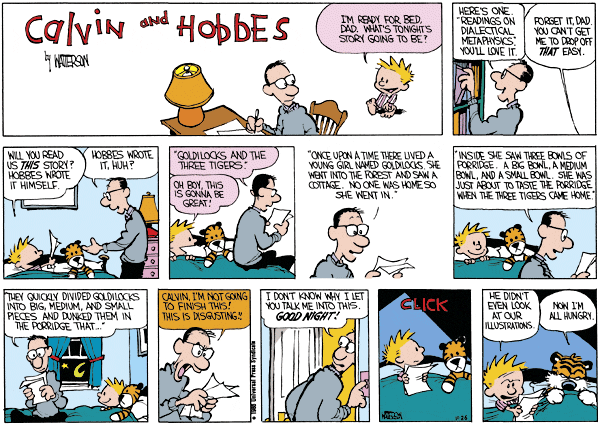 Calvin and Hobbes
by WATTERSON
I'M READY FOR BED,
DAD. WHAT'S TONIGHT'S
STORY GOING TO BE?
HERE'S ONE.
"READINGS ON
DIALECTICAL
METAPHYSICS."
YOU'LL LOVE IT.
FORGET IT, DAD.
YOU CAN'T GET
ME TO DROP OFF
THAT EASY.
WILL YOU READ
US THIS STORY?
HOBBES WROTE
IT HIMSELF.
HOBBES WROTE
IT, HUH?
"GOLDILOCKS AND THE
THREE TIGERS."
OH BOY, THIS
IS GONNA BE
GREAT!
"ONCE UPON A TIME THERE LIVED A
YOUNG GIRL NAMED GOLDILOCKS. SHE
WENT INTO THE FOREST AND SAW A
COTTAGE. NO ONE WAS HOME SO
SHE WENT IN."
"INSIDE SHE SAW THREE BOWLS OF
PORRIDGE. A BIG BOWL, A MEDIUM
BOWL, AND A SMALL BOWL. SHE WAS
JUST ABOUT TO TASTE THE PORRIDGE
WHEN THE THREE TIGERS CAME HOME."
"THEY QUICKLY DIVIDED GOLDILOCKS
INTO BIG, MEDIUM, AND SMALL
PIECES AND DUNKED THEM IN
THE PORRIDGE THAT..."
CALVIN, I'M NOT GOING
TO FINISH THIS!
THIS IS DISGUSTING!
© 1988 Universal Press Syndicate
I DON'T KNOW WHY I LET
YOU TALK ME INTO THIS.
GOOD NIGHT!
CLICK
WATTERSON
11-26
HE DIDN'T
EVEN LOOK
AT OUR
ILLUSTRATIONS.
NOW I'M
ALL HUNGRY.